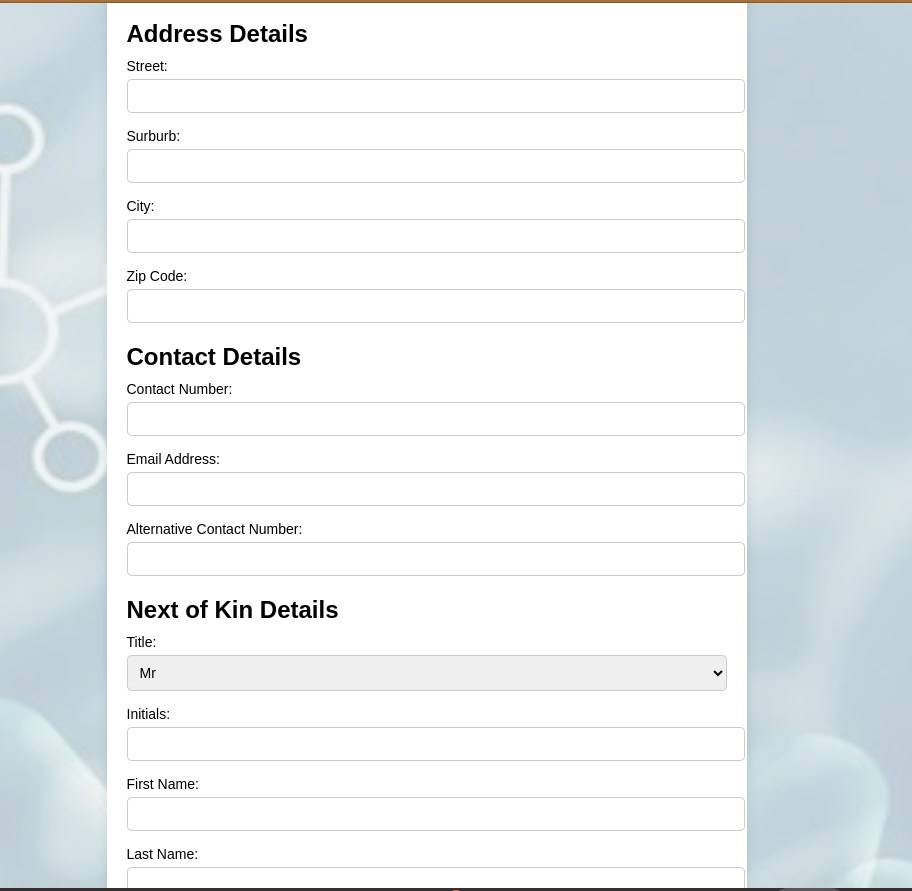 Address Details
Street:
Surburb:
City:
Zip Code:
Contact Details
Contact Number:
Email Address:
Alternative Contact Number:
Next of Kin Details
Title:
Mr
Initials:
First Name:
Last Name: